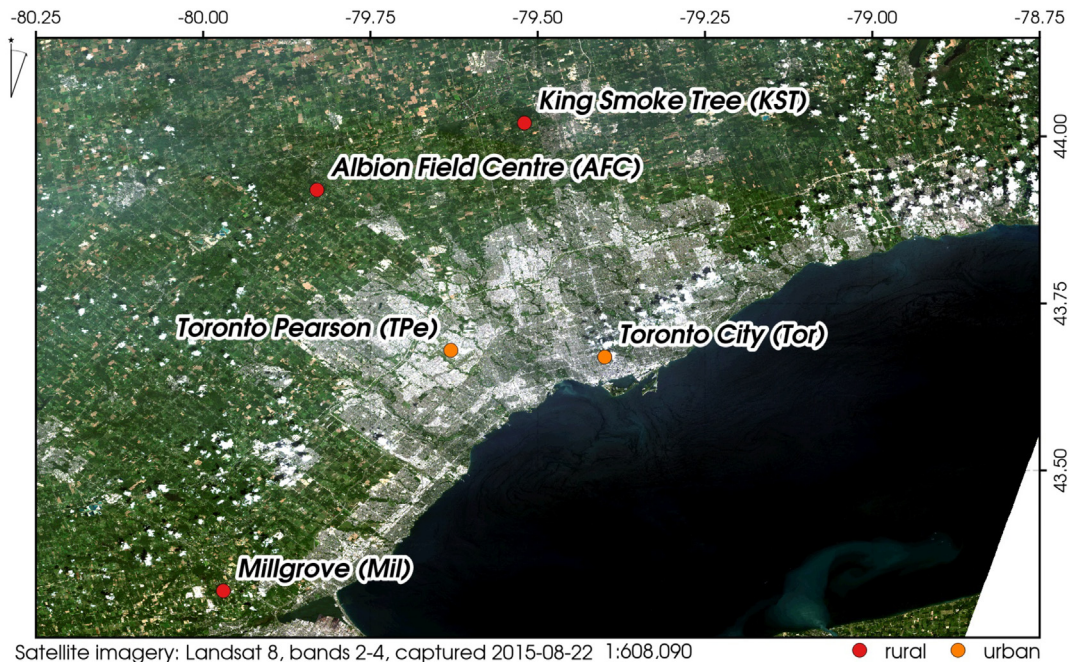 -80.25 -80.00 -79.75 -79.50 -79.25 -79.00 -78.75
King Smoke Tree (KST)
44.00
Albion Field Centre (AFC)
43.75
Toronto Pearson (TPe)
Toronto City (Tor)
43.50
Millgrove (Mil)
Satellite imagery: Landsat 8, bands 2-4, captured 2015-08-22 1:608.090 rural urban